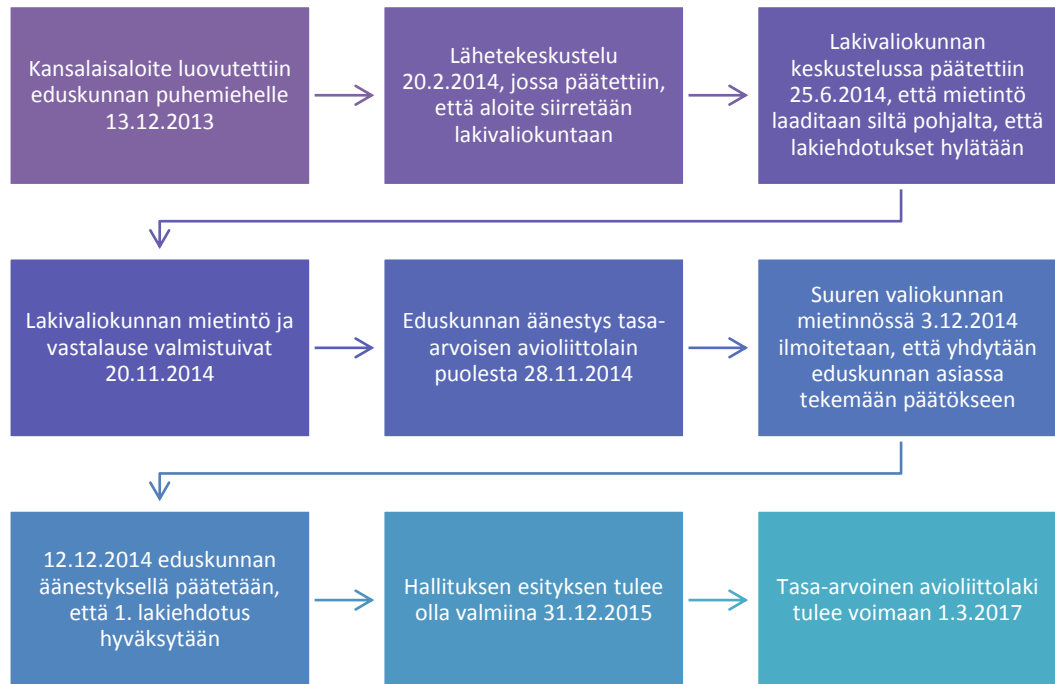 Kansalaisaloite luovutettiin
eduskunnan puhemiehelle
13.12.2013
Lähetekeskustelu
20.2.2014, jossa päätettiin,
että aloite siirretään
lakivaliokuntaan
Lakivaliokunnan
keskustelussa päätettiin
25.6.2014, että mietintö
laaditaan siltä pohjalta, että
lakiehdotukset hylätään
Lakivaliokunnan mietintö ja
vastalause valmistuivat
20.11.2014
Eduskunnan äänestys tasa-
arvoisen avioliittolain
puolesta 28.11.2014
Suuren valiokunnan
mietinnössä 3.12.2014
ilmoitetaan, että yhdytään
eduskunnan asiassa
tekemään päätökseen
12.12.2014 eduskunnan
äänestyksellä päätetään,
että 1. lakiehdotus
hyväksytään
Hallituksen esityksen tulee
olla valmiina 31.12.2015
Tasa-arvoinen avioliittolaki
tulee voimaan 1.3.2017